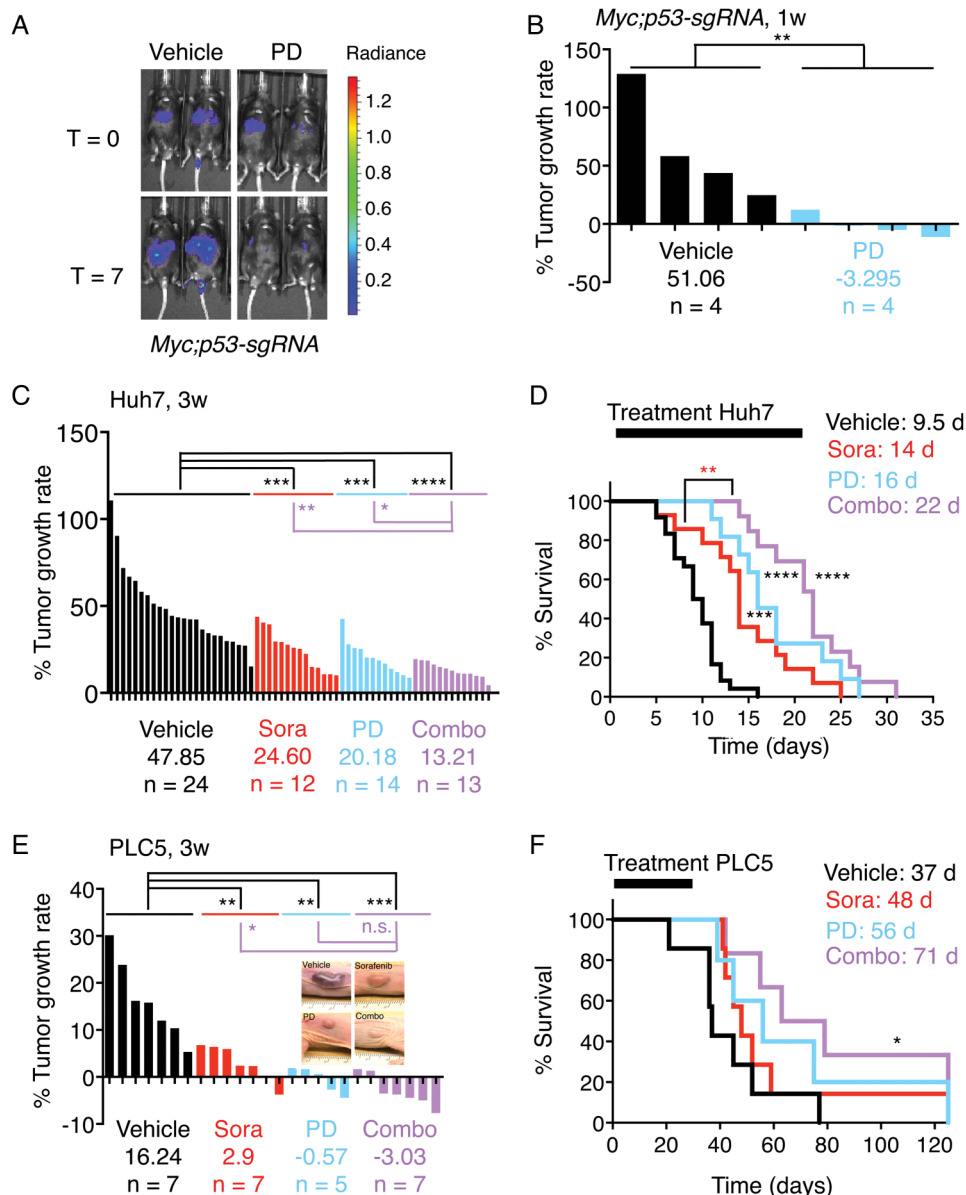 A
Vehicle PD Radiance
T = 0
T = 7
1.2
1.0
0.8
0.6
0.4
0.2
Myc;p53-sgRNA
B
Myc;p53-sgRNA, 1w
**
% Tumor growth rate
150
100
50
0
-50
Vehicle PD
51.06 -3.295
n = 4 n = 4
C
Huh7, 3w
% Tumor growth rate
150
100
50
0
*** *** ****
** *
Vehicle Sora PD Combo
47.85 24.60 20.18 13.21
n = 24 n = 12 n = 14 n = 13
D
Treatment Huh7
Vehicle: 9.5 d
Sora: 14 d
PD: 16 d
Combo: 22 d
**
**** ****
***
% Survival
100
80
60
40
20
0
0 5 10 15 20 25 30 35
Time (days)
E
PLC5, 3w
% Tumor growth rate
40
30
20
10
0
-10
** ** ***
* n.s.
Vehicle Sorafenib
PD Combo
Vehicle Sora PD Combo
16.24 2.9 -0.57 -3.03
n = 7 n = 7 n = 5 n = 7
F
Treatment PLC5
Vehicle: 37 d
Sora: 48 d
PD: 56 d
Combo: 71 d
*
% Survival
100
80
60
40
20
0
0 20 40 60 80 100 120
Time (days)